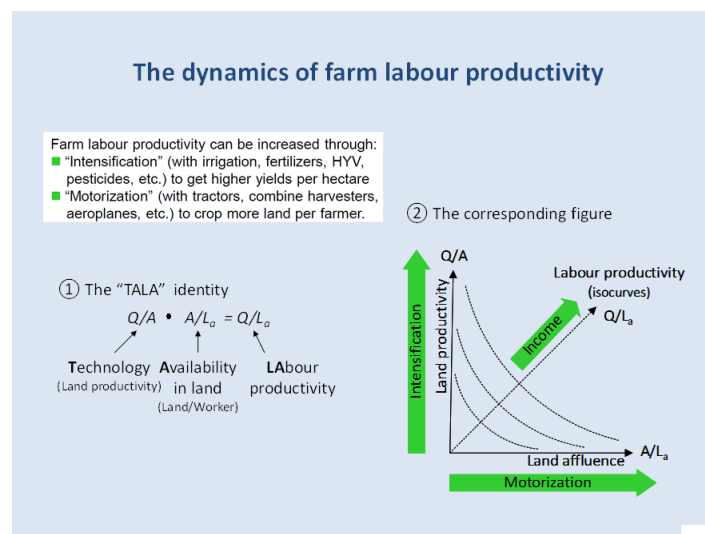 The dynamics of farm labour productivity
Farm labour productivity can be increased through:
"Intensification" (with irrigation, fertilizers, HYV,
pesticides, etc.) to get higher yields per hectare
"Motorization" (with tractors, combine harvesters,
aeroplanes, etc.) to crop more land per farmer.
① The "TALA" identity
Q/A • A/Lₐ = Q/Lₐ
Technology Availability LAbour
(Land productivity) in land productivity
(Land/Worker)
② The corresponding figure
Q/A
Labour productivity
(isocurves)
Q/Lₐ
Income
Intensification
Land productivity
A/Lₐ
Land affluence
Motorization